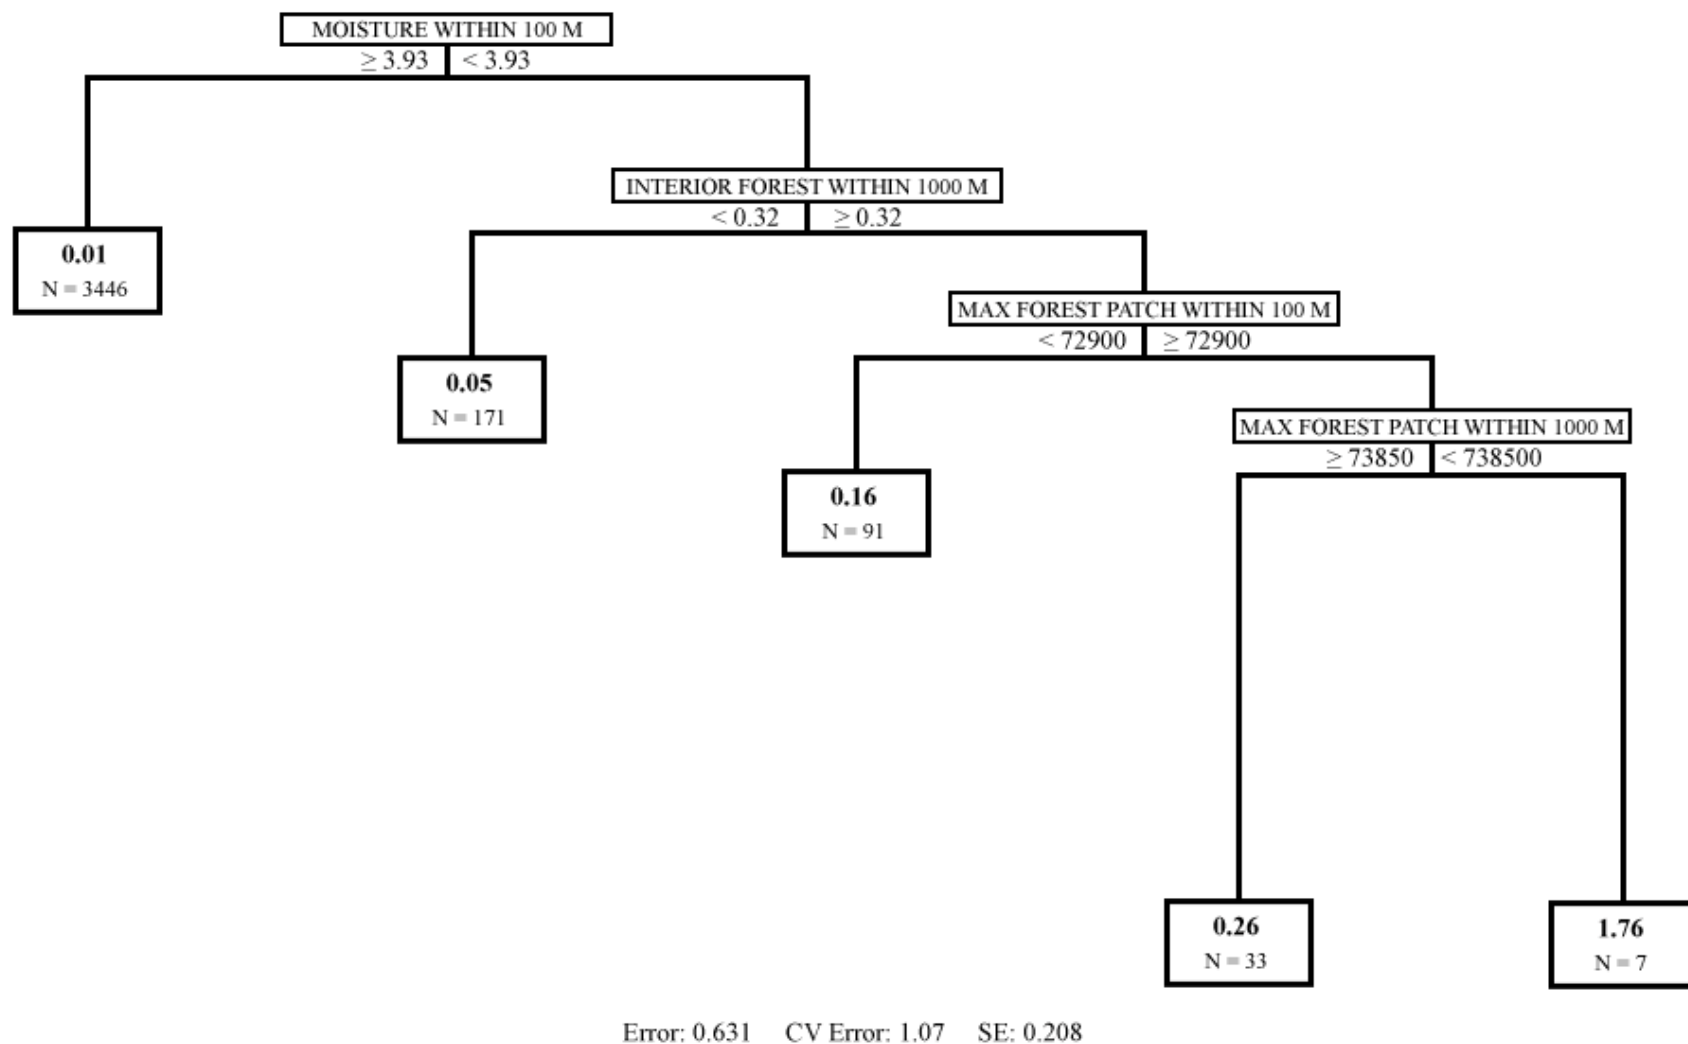 MOISTURE WITHIN 100 M
≥ 3.93 < 3.93
INTERIOR FOREST WITHIN 1000 M
< 0.32 ≥ 0.32
0.01
N = 3446
MAX FOREST PATCH WITHIN 100 M
< 72900 ≥ 72900
0.05
N = 171
MAX FOREST PATCH WITHIN 1000 M
≥ 73850 < 738500
0.16
N = 91
0.26
N = 33
1.76
N = 7
Error: 0.631 CV Error: 1.07 SE: 0.208